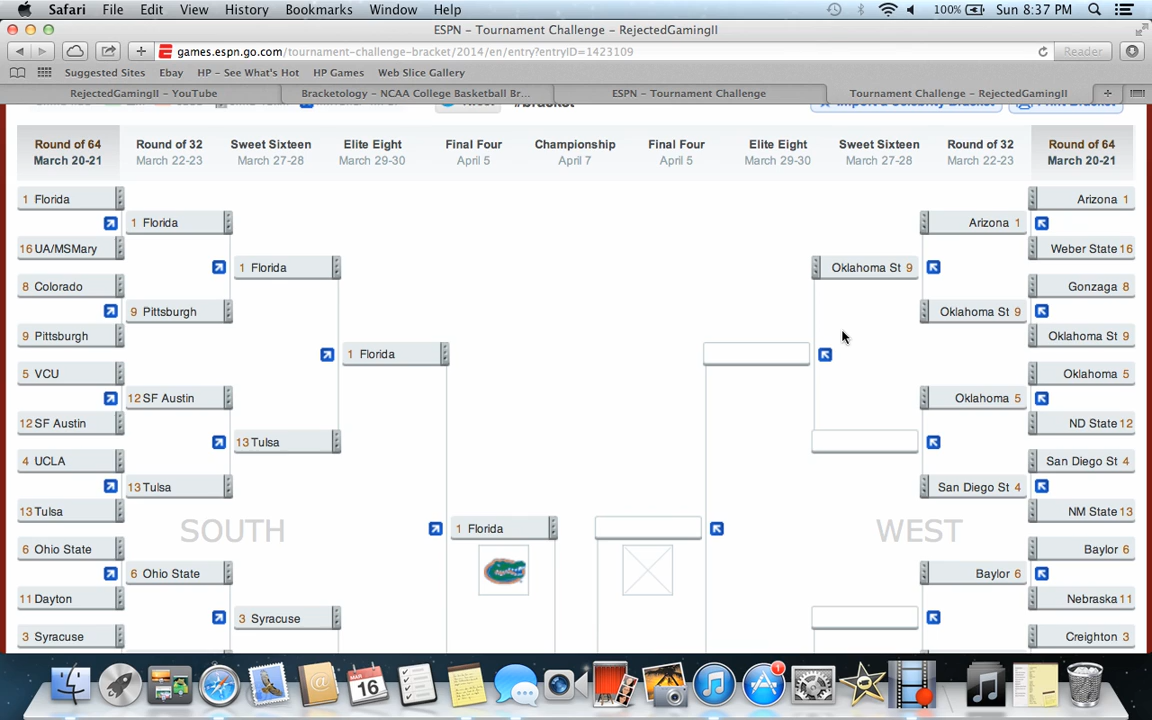 Safari File Edit View History Bookmarks Window Help 100% Sun 8:37 PM
ESPN – Tournament Challenge - RejectedGamingII
games.espn.go.com/tournament-challenge-bracket/2014/en/entry?entryID=1423109 Reader
Suggested Sites Ebay HP – See What's Hot HP Games Web Slice Gallery
RejectedGamingII – YouTube Bracketology – NCAA College Basketball Br... ESPN – Tournament Challenge Tournament Challenge – RejectedGamingII
#bracket Import a Celebrity Bracket Print Bracket
Round of 64 Round of 32 Sweet Sixteen Elite Eight Final Four Championship Final Four Elite Eight Sweet Sixteen Round of 32 Round of 64
March 20-21 March 22-23 March 27-28 March 29-30 April 5 April 7 April 5 March 29-30 March 27-28 March 22-23 March 20-21
1 Florida Arizona 1
1 Florida Arizona 1
16 UA/MSMary Weber State 16
1 Florida Oklahoma St 9
8 Colorado Gonzaga 8
9 Pittsburgh Oklahoma St 9
9 Pittsburgh Oklahoma St 9
1 Florida
5 VCU Oklahoma 5
12 SF Austin Oklahoma 5
12 SF Austin ND State 12
13 Tulsa
4 UCLA San Diego St 4
13 Tulsa San Diego St 4
13 Tulsa NM State 13
SOUTH 1 Florida WEST
6 Ohio State Baylor 6
6 Ohio State Baylor 6
11 Dayton Nebraska 11
3 Syracuse
3 Syracuse Creighton 3
MAR
16
1